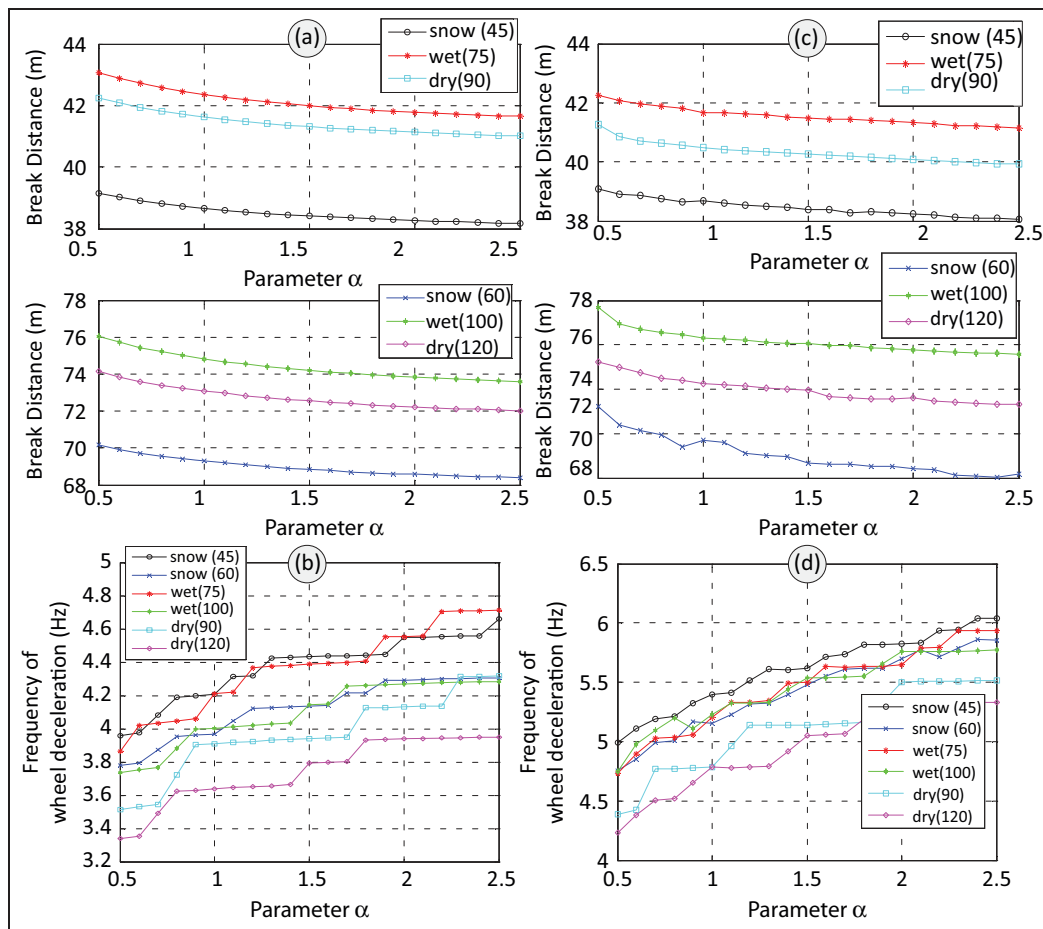 (a)
snow (45)
wet(75)
dry(90)
44
42
40
38
0.5
1
1.5
2
2.5
Break Distance (m)
Parameter α
(c)
snow (45)
wet(75)
dry(90)
44
42
40
38
0.5
1
1.5
2
2.5
Break Distance (m)
Parameter α
snow (60)
wet(100)
dry(120)
78
76
74
72
70
68
0.5
1
1.5
2
2.5
Break Distance (m)
Parameter α
snow (60)
wet(100)
dry(120)
78
76
74
72
70
68
0.5
1
1.5
2
2.5
Break Distance (m)
Parameter α
(b)
snow (45)
snow (60)
wet(75)
wet(100)
dry(90)
dry(120)
5
4.8
4.6
4.4
4.2
4
3.8
3.6
3.4
3.2
0.5
1
1.5
2
2.5
Frequency of
wheel deceleration (Hz)
Parameter α
(d)
6.5
6
5.5
5
4.5
4
snow (45)
snow (60)
wet(75)
wet(100)
dry(90)
dry(120)
0.5
1
1.5
2
2.5
Frequency of
wheel deceleration (Hz)
Parameter α